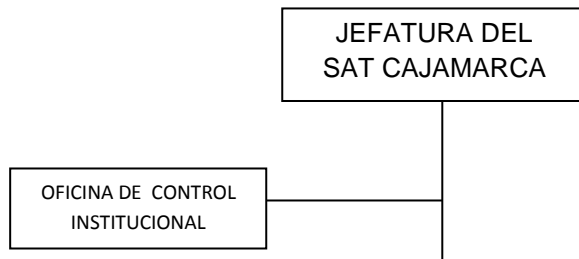 JEFATURA DEL
SAT CAJAMARCA
OFICINA DE CONTROL
INSTITUCIONAL